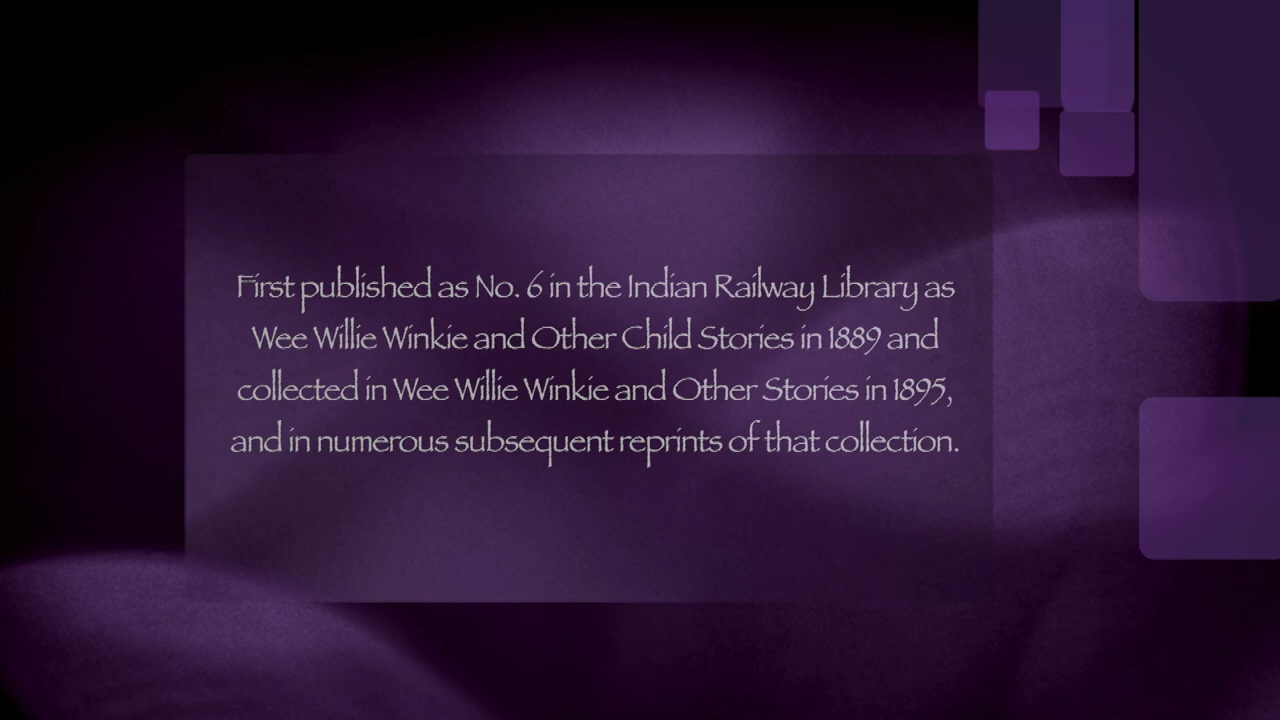 First published as No. 6 in the Indian Railway Library as
Wee Willie Winkie and Other Child Stories in 1889 and
collected in Wee Willie Winkie and Other Stories in 1895,
and in numerous subsequent reprints of that collection.